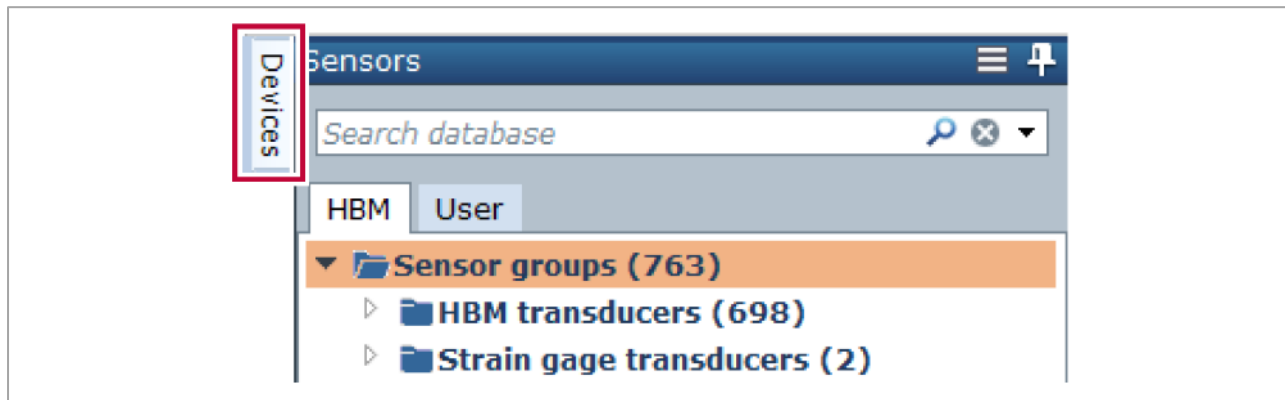 Devices
Sensors
Search database
HBM User
Sensor groups (763)
HBM transducers (698)
Strain gage transducers (2)